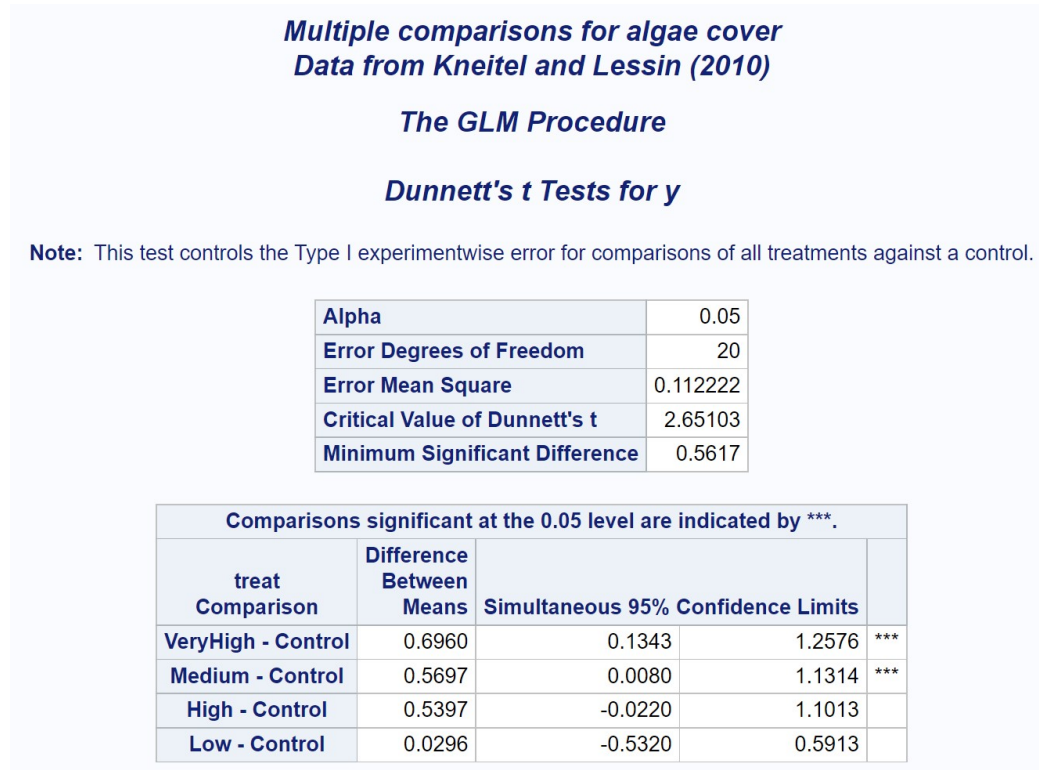 Multiple comparisons for algae cover
Data from Kneitel and Lessin (2010)
The GLM Procedure
Dunnett's t Tests for y
Note: This test controls the Type I experimentwise error for comparisons of all treatments against a control.
Alpha 0.05
Error Degrees of Freedom 20
Error Mean Square 0.112222
Critical Value of Dunnett's t 2.65103
Minimum Significant Difference 0.5617
Comparisons significant at the 0.05 level are indicated by ***.
treat
Comparison
Difference
Between
Means
Simultaneous 95% Confidence Limits
VeryHigh - Control 0.6960 0.1343 1.2576 ***
Medium - Control 0.5697 0.0080 1.1314 ***
High - Control 0.5397 -0.0220 1.1013
Low - Control 0.0296 -0.5320 0.5913